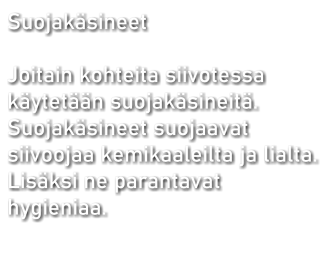 Suojakäsineet
Joitain kohteita siivotessa
käytetään suojakäsineitä.
Suojakäsineet suojaavat
siivoojaa kemikaaleilta ja lialta.
Lisäksi ne parantavat
hygieniaa.